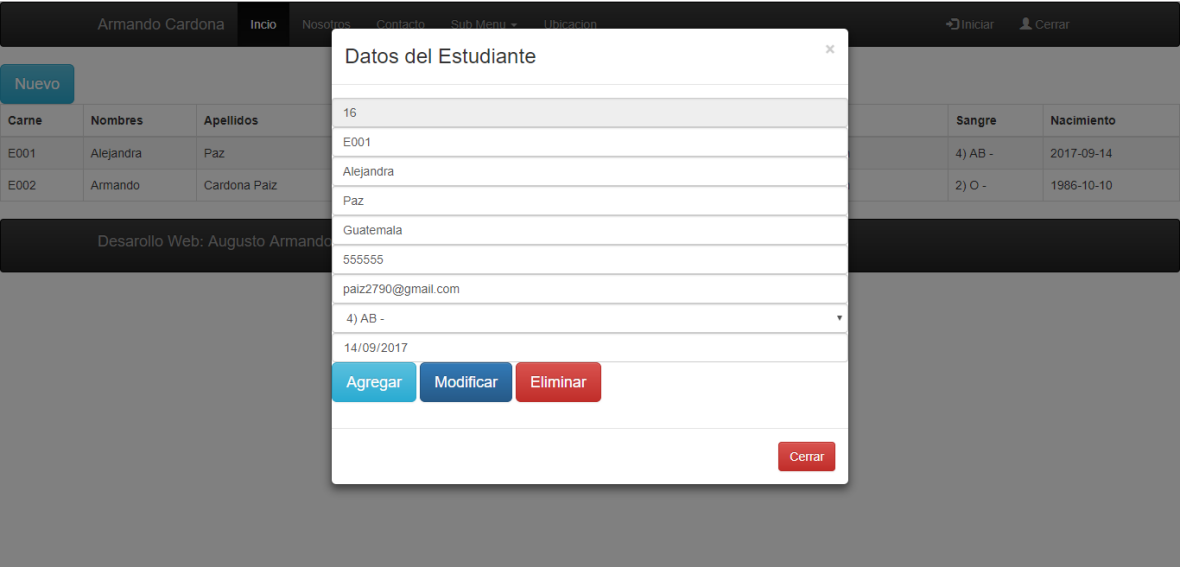 Armando Cardona Incio Nosotros Contacto Sub Menu Ubicacion Iniciar Cerrar
Datos del Estudiante ×
Nuevo
Carne Nombres Apellidos Sangre Nacimiento
E001 Alejandra Paz 4) AB - 2017-09-14
E002 Armando Cardona Paiz 2) O - 1986-10-10
Desarollo Web: Augusto Armando
16
E001
Alejandra
Paz
Guatemala
555555
paiz2790@gmail.com
4) AB -
14/09/2017
Agregar Modificar Eliminar
Cerrar